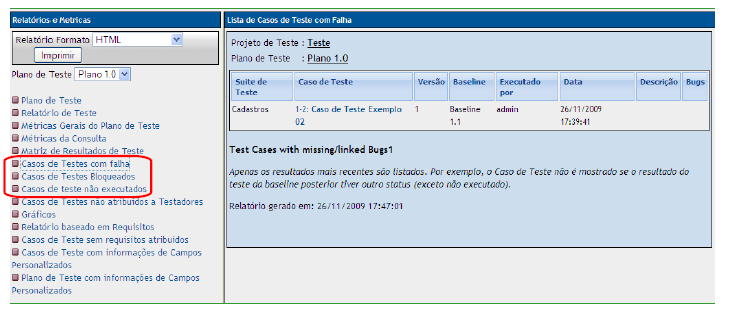 Relatórios e Metricas
Relatório Formato HTML
Imprimir
Plano de Teste Plano 1.0
Plano de Teste
Relatório de Teste
Métricas Gerais do Plano de Teste
Métricas da Consulta
Matriz de Resultados de Teste
Casos de Testes com falha
Casos de Testes Bloqueados
Casos de teste não executados
Casos de Testes não atribuidos a Testadores
Gráficos
Relatório baseado em Requisitos
Casos de Teste sem requisitos atribuidos
Casos de Teste com informações de Campos
Personalizados
Plano de Teste com informações de Campos
Personalizados
Lista de Casos de Teste com Falha
Projeto de Teste : Teste
Plano de Teste : Plano 1.0
Suite de Caso de Teste Versão Baseline Executado Data Descrição Bugs
Teste por
Cadastros 1-2: Caso de Teste Exemplo 1 Baseline admin 26/11/2009
02 1.1 17:39:41
Test Cases with missing/linked Bugs1
Apenas os resultados mais recentes são listados. Por exemplo, o Caso de Teste não é mostrado se o resultado do
teste da baseline posterior tiver outro status (exceto não executado).
Relatório gerado em: 26/11/2009 17:47:01